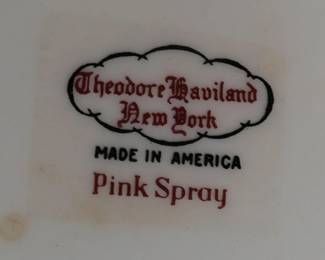 Theodore Haviland
New York
MADE IN AMERICA
Pink Spray